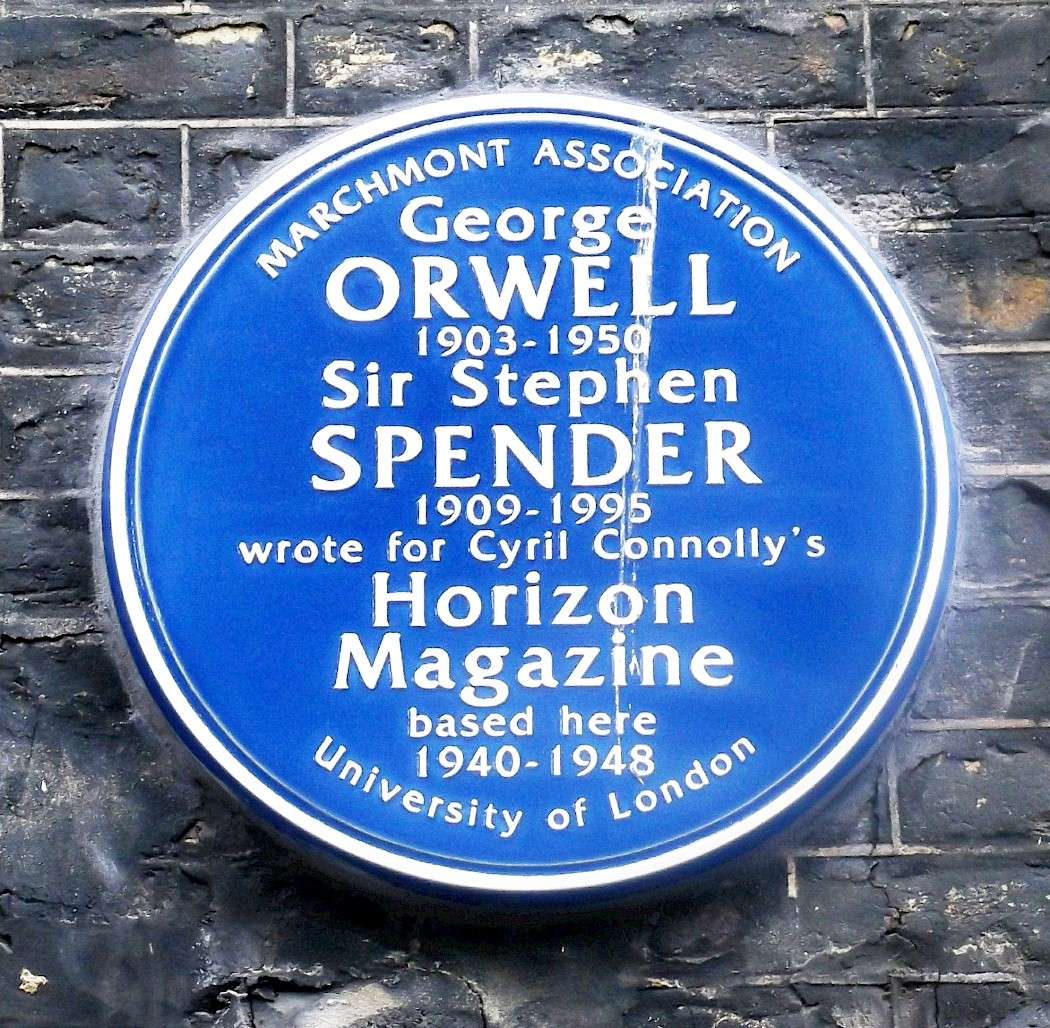 MARCHMONT ASSOCIATION
George
ORWELL
1903-1950
Sir Stephen
SPENDER
1909-1995
wrote for Cyril Connolly's
Horizon
Magazine
based here
1940-1948
University of London